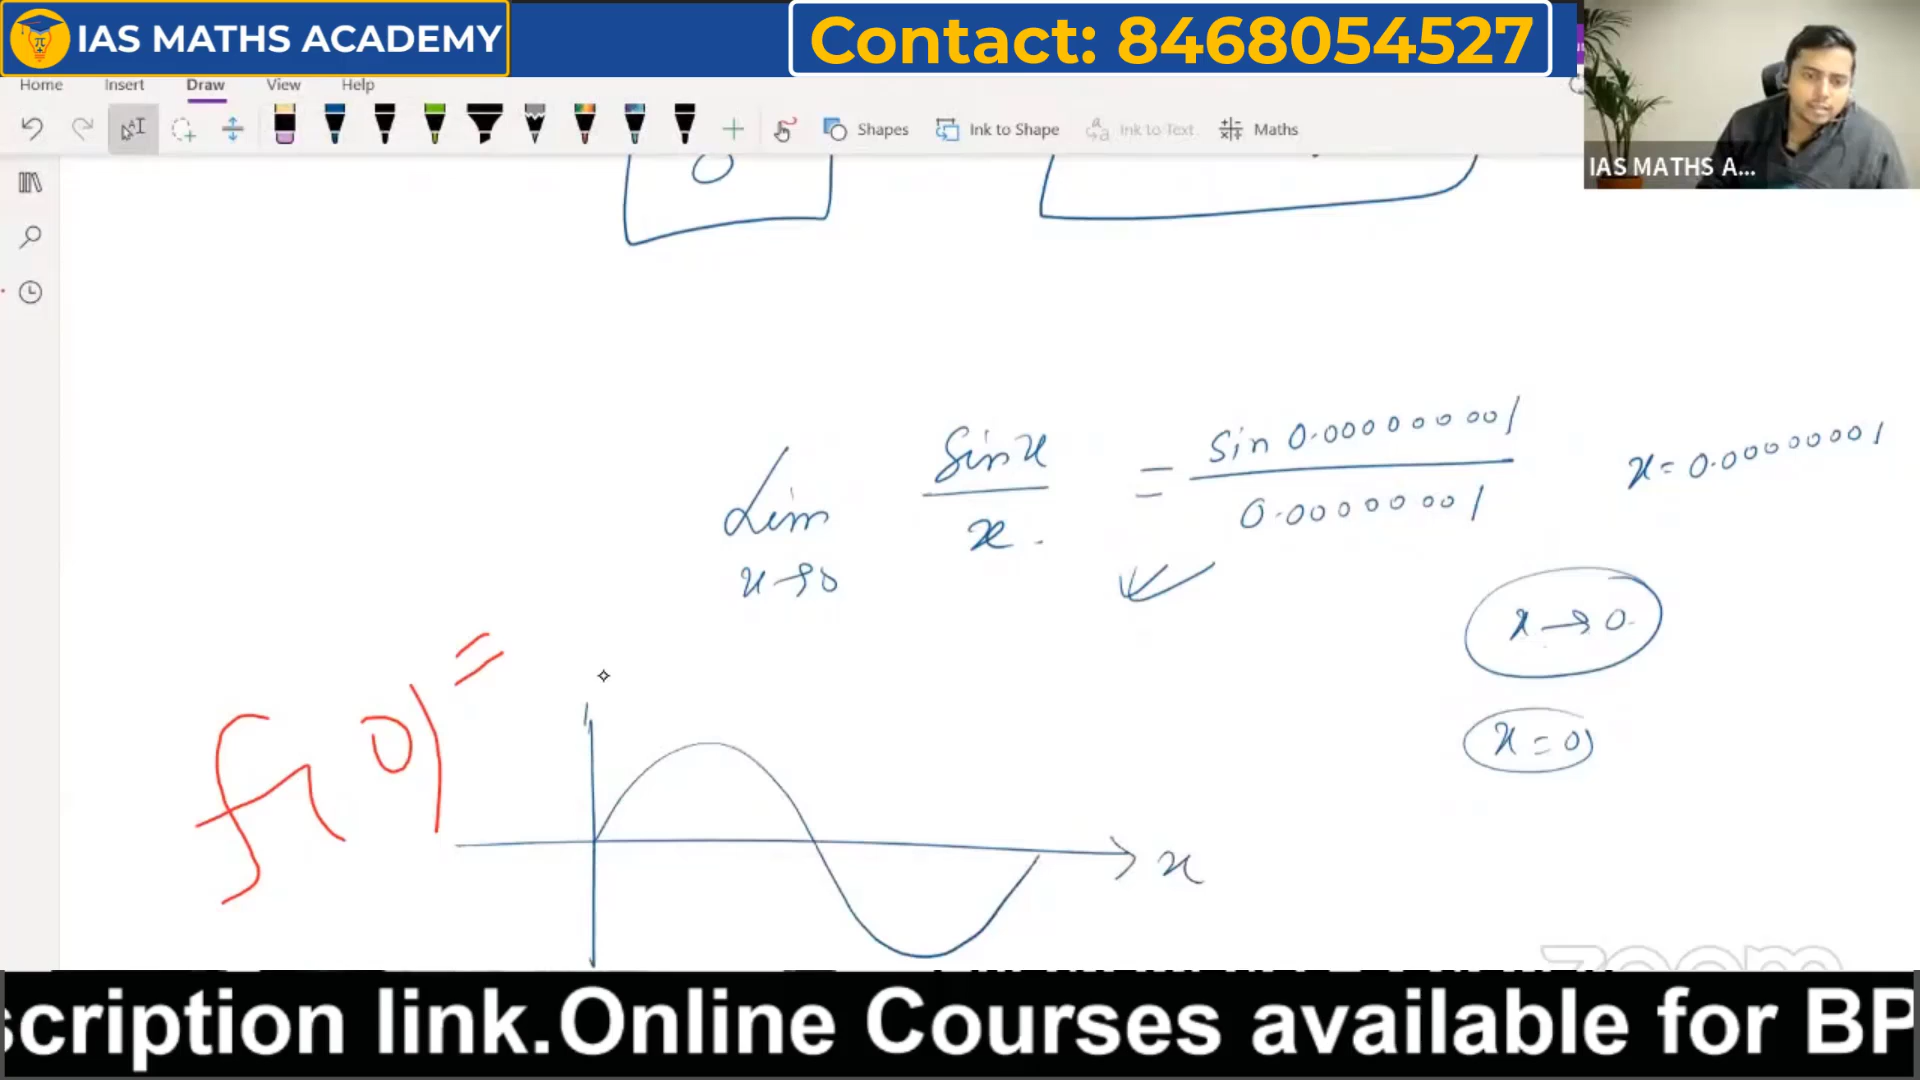 IAS MATHS ACADEMY
Contact: 8468054527
Home Insert Draw View Help
Shapes Ink to Shape Ink to Text Maths
IAS MATHS A...
Lim x→0 Sin x / x = Sin 0.000000001 / 0.00000001
x = 0.00000001
x → 0
x = 0
f(0) =
x
zoom
scription link.Online Courses available for BP